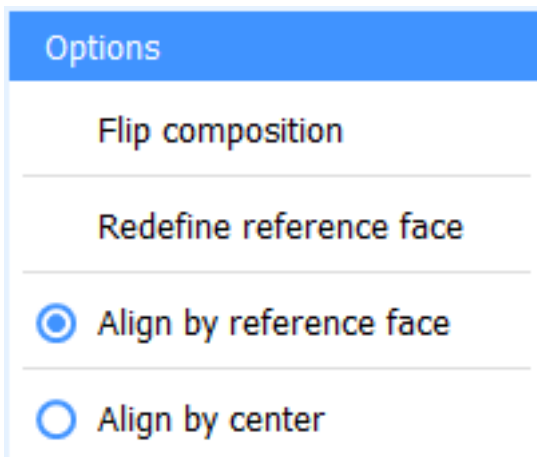 Options
Flip composition
Redefine reference face
Align by reference face
Align by center